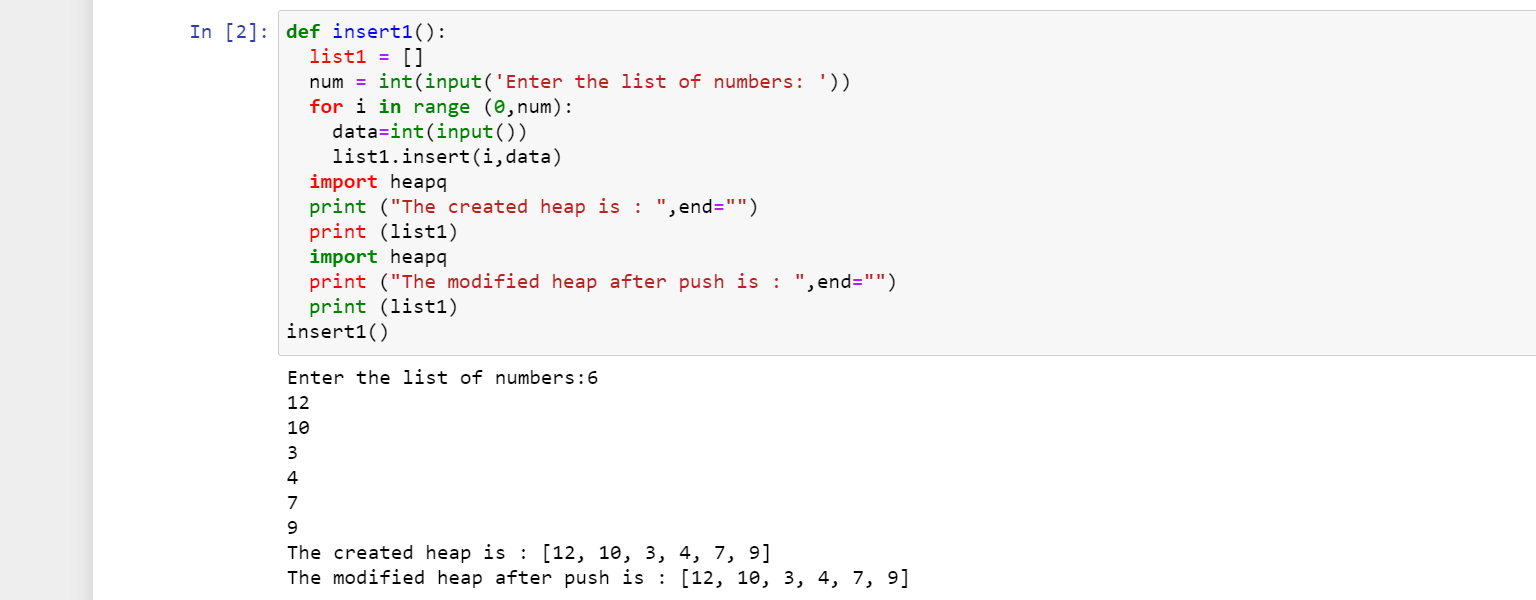 In [2]: def insert1():
  list1 = []
  num = int(input('Enter the list of numbers: '))
  for i in range (0,num):
    data=int(input())
    list1.insert(i,data)
  import heapq
  print ("The created heap is : ",end="")
  print (list1)
  import heapq
  print ("The modified heap after push is : ",end="")
  print (list1)
insert1()
Enter the list of numbers:6
12
10
3
4
7
9
The created heap is : [12, 10, 3, 4, 7, 9]
The modified heap after push is : [12, 10, 3, 4, 7, 9]